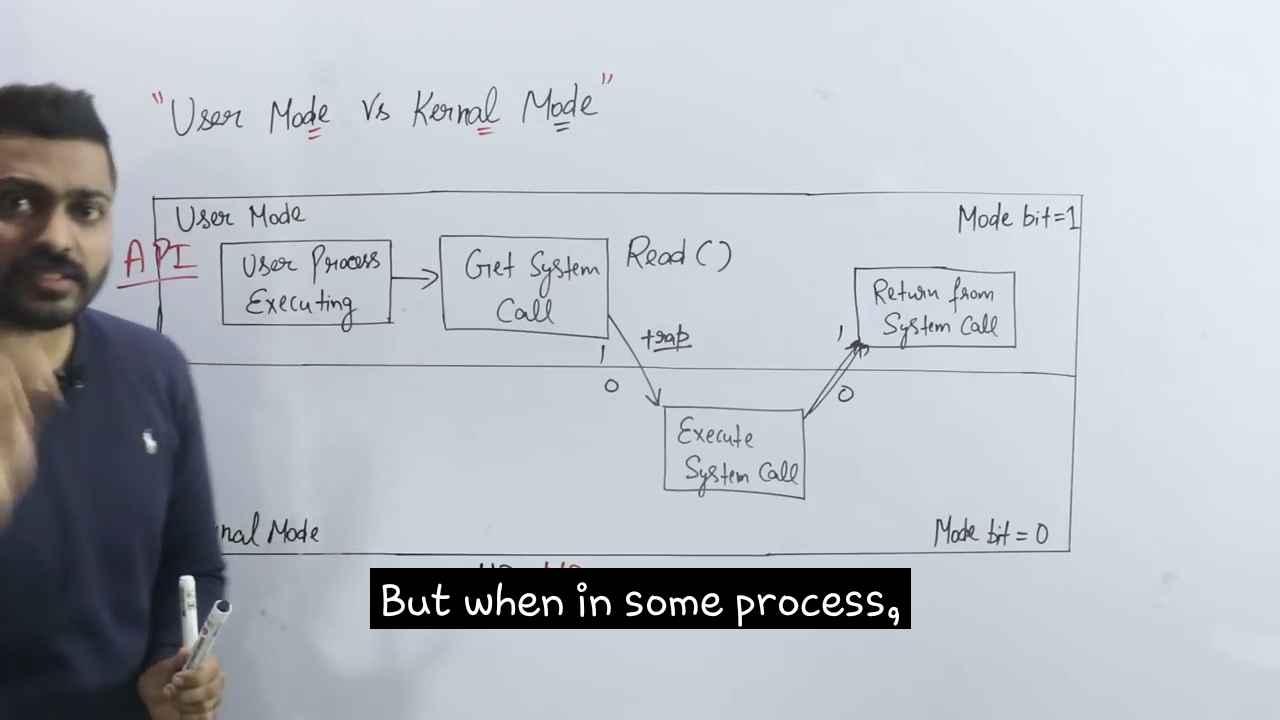 "User Mode Vs Kernal Mode"
User Mode
Mode bit=1
API
User Process
Executing
Get System
Call
Read()
Return from
System Call
trap
1
0
1
0
Execute
System Call
nal Mode
Mode bit = 0
But when in some process,